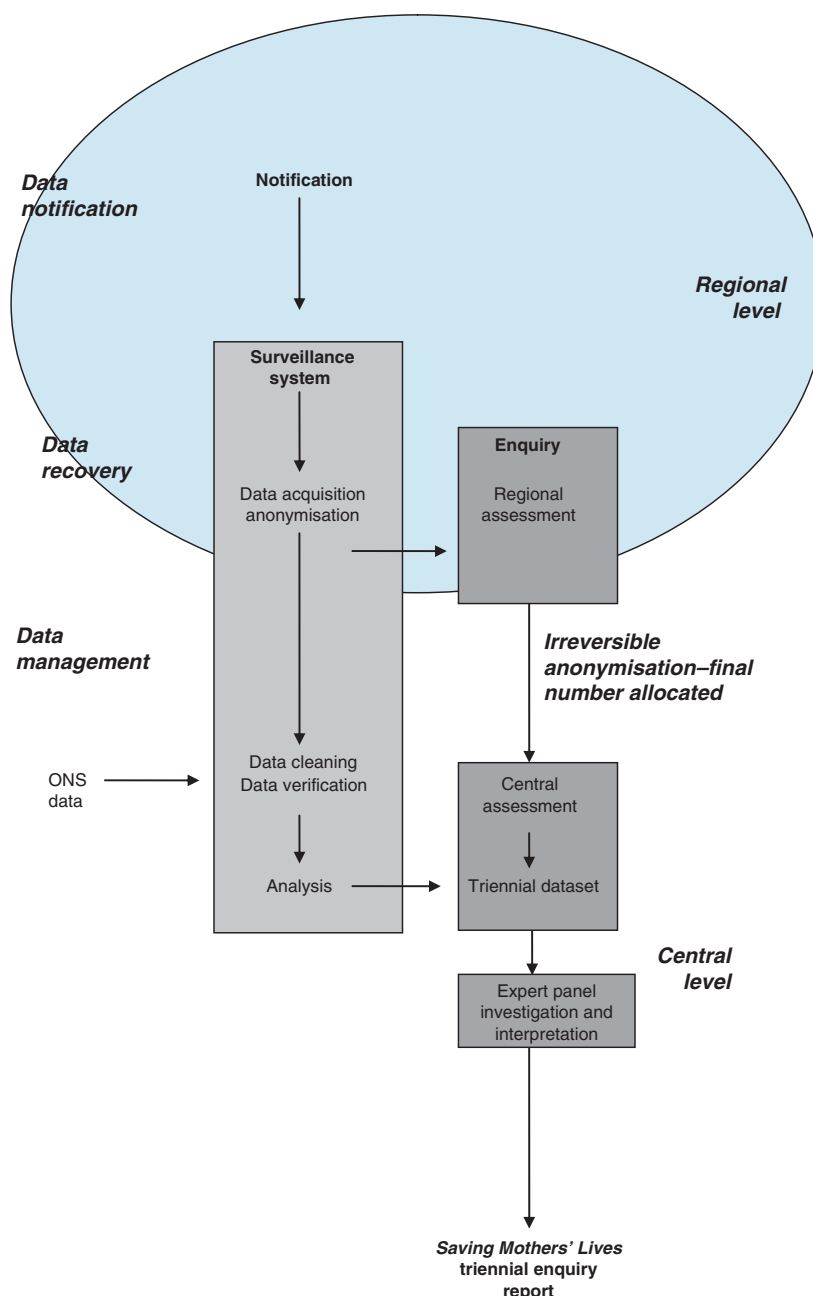 Data
notification
Notification
Regional
level
Surveillance
system
Data
recovery
Enquiry
Data acquisition
anonymisation
Regional
assessment
Data
management
Irreversible
anonymisation–final
number allocated
ONS
data
Data cleaning
Data verification
Central
assessment
Analysis
Triennial dataset
Central
level
Expert panel
investigation and
interpretation
Saving Mothers’ Lives
triennial enquiry
report